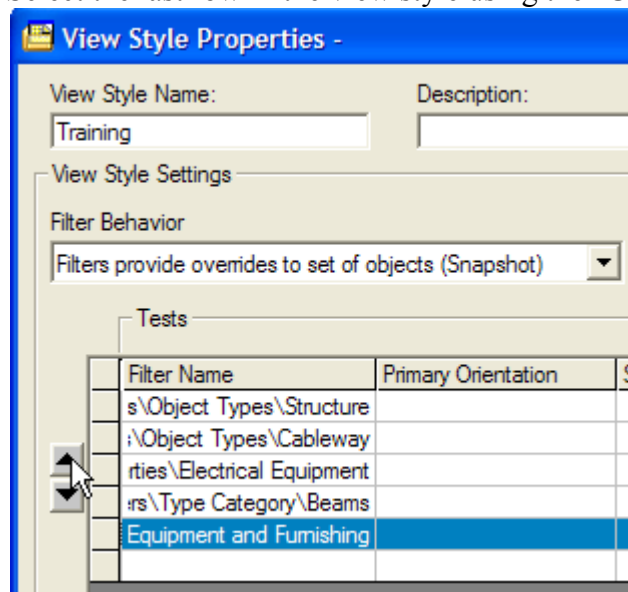 View Style Properties -
View Style Name: Description:
Training
View Style Settings
Filter Behavior
Filters provide overrides to set of objects (Snapshot)
Tests
Filter Name Primary Orientation
s\Object Types\Structure
\Object Types\Cableway
rties\Electrical Equipment
ers\Type Category\Beams
Equipment and Furnishing